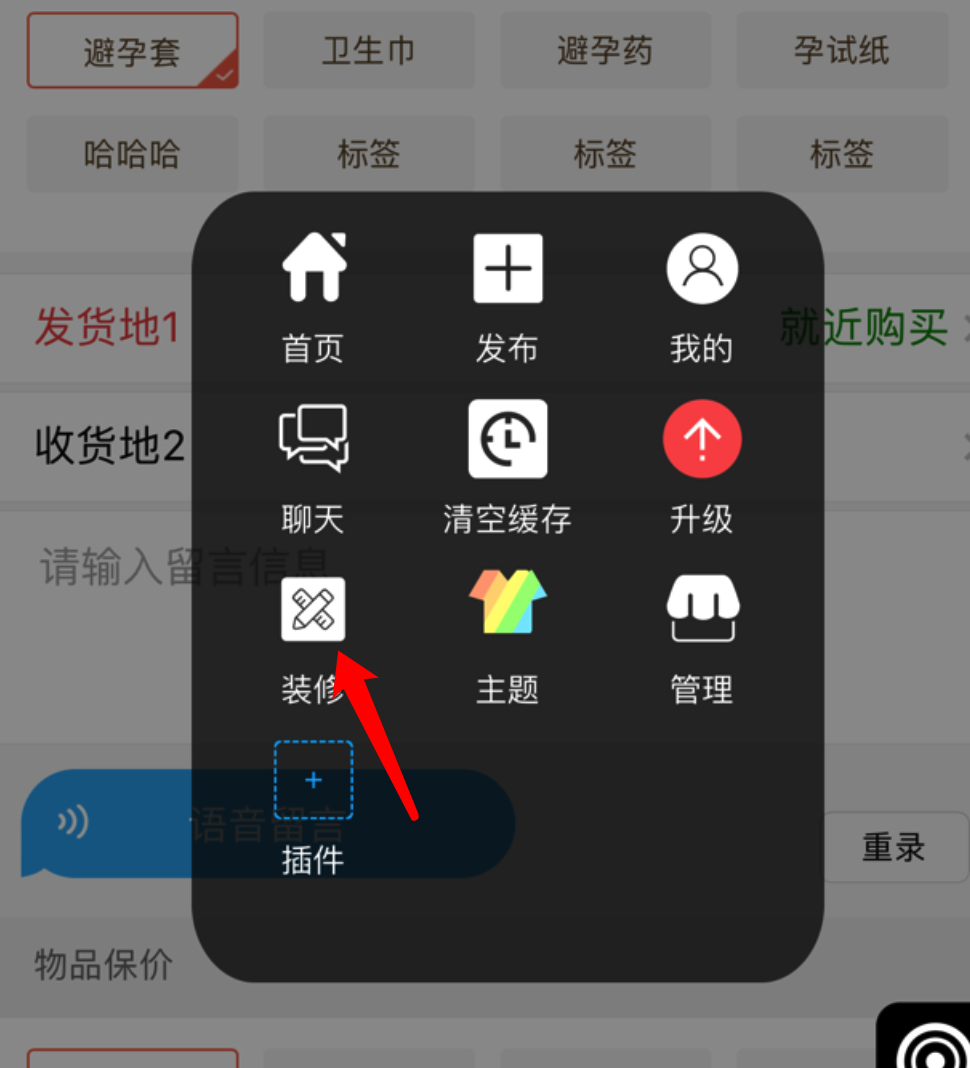 避孕套 卫生巾 避孕药 孕试纸
哈哈哈 标签 标签 标签
发货地1 就近购买
收货地2
请输入留言信息
首页 发布 我的
聊天 清空缓存 升级
装修 主题 管理
插件
语音留言
重录
物品保价